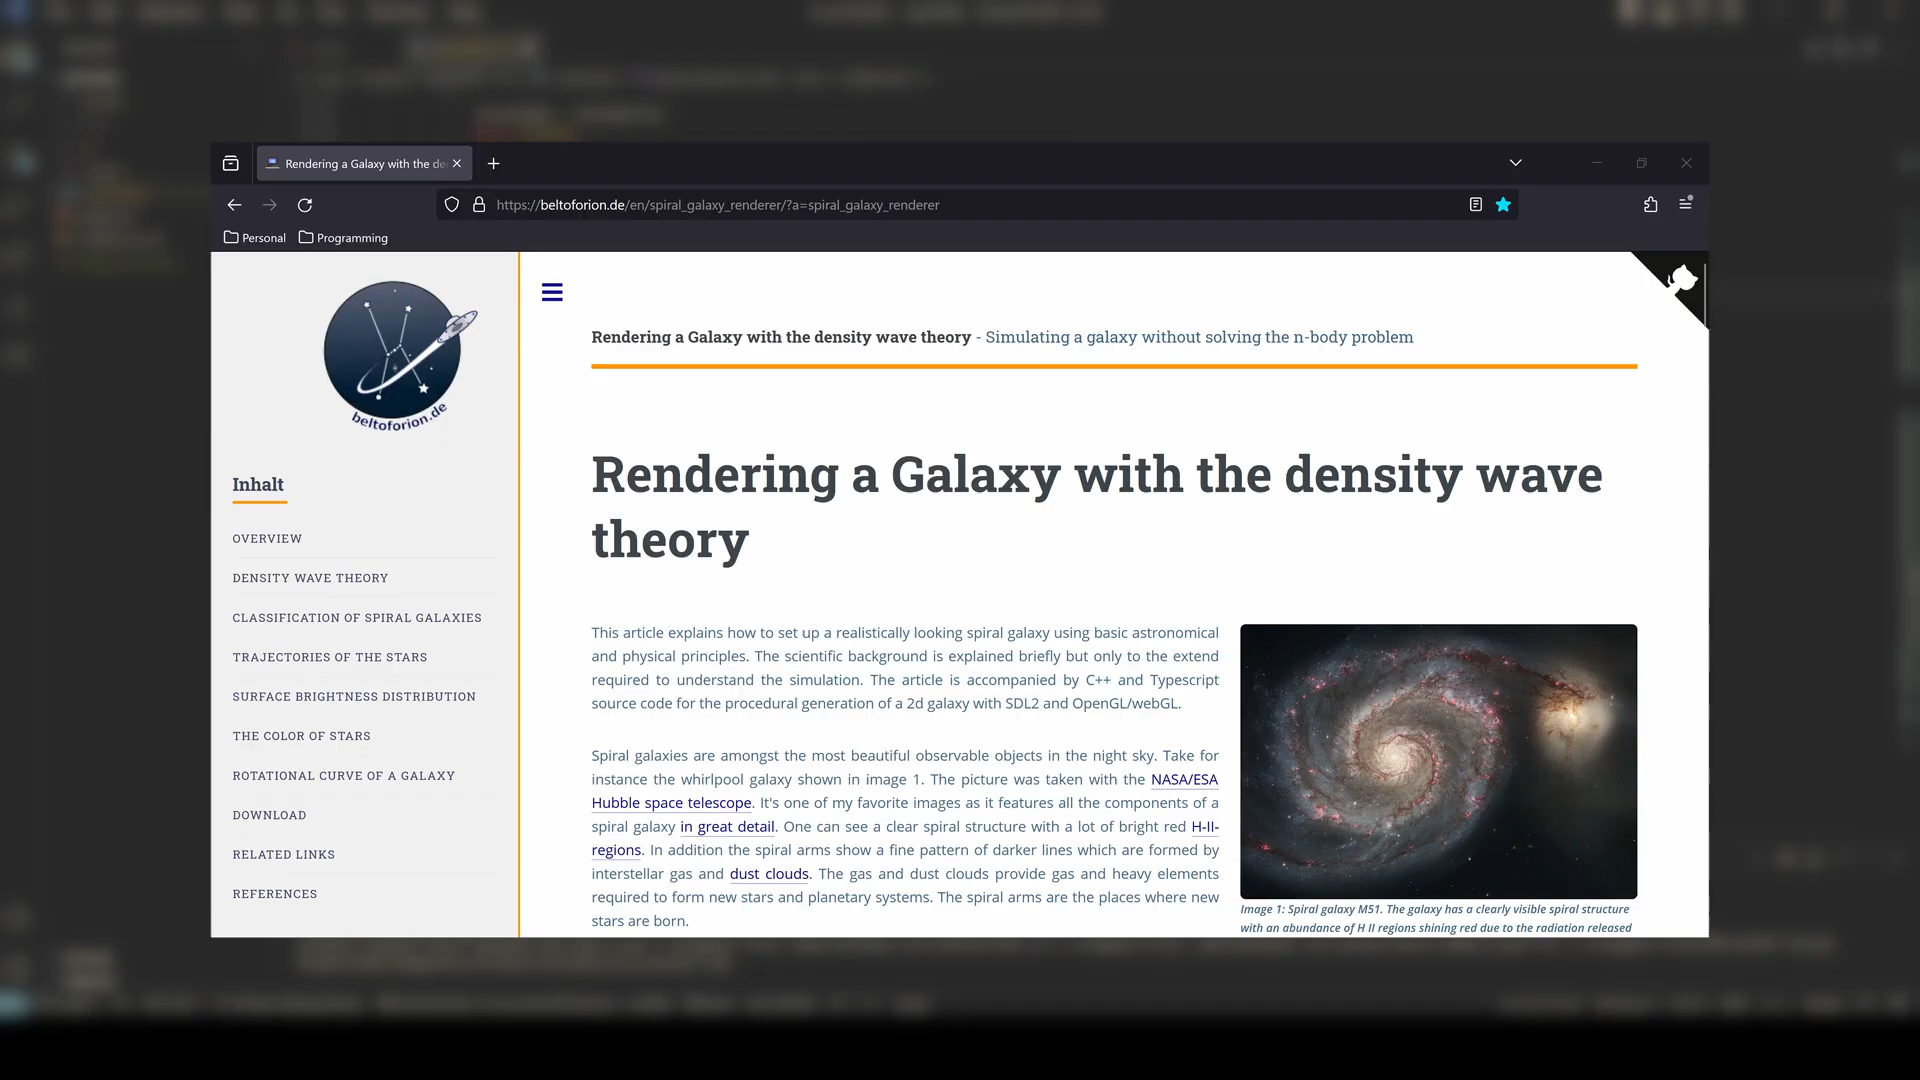 Rendering a Galaxy with the de
https://beltoforion.de/en/spiral_galaxy_renderer/?a=spiral_galaxy_renderer
Personal Programming
beltoforion.de
Inhalt
OVERVIEW
DENSITY WAVE THEORY
CLASSIFICATION OF SPIRAL GALAXIES
TRAJECTORIES OF THE STARS
SURFACE BRIGHTNESS DISTRIBUTION
THE COLOR OF STARS
ROTATIONAL CURVE OF A GALAXY
DOWNLOAD
RELATED LINKS
REFERENCES
Rendering a Galaxy with the density wave theory - Simulating a galaxy without solving the n-body problem
Rendering a Galaxy with the density wave
theory
This article explains how to set up a realistically looking spiral galaxy using basic astronomical
and physical principles. The scientific background is explained briefly but only to the extend
required to understand the simulation. The article is accompanied by C++ and Typescript
source code for the procedural generation of a 2d galaxy with SDL2 and OpenGL/webGL.
Spiral galaxies are amongst the most beautiful observable objects in the night sky. Take for
instance the whirlpool galaxy shown in image 1. The picture was taken with the NASA/ESA
Hubble space telescope. It's one of my favorite images as it features all the components of a
spiral galaxy in great detail. One can see a clear spiral structure with a lot of bright red H-II-
regions. In addition the spiral arms show a fine pattern of darker lines which are formed by
interstellar gas and dust clouds. The gas and dust clouds provide gas and heavy elements
required to form new stars and planetary systems. The spiral arms are the places where new
stars are born.
Image 1: Spiral galaxy M51. The galaxy has a clearly visible spiral structure
with an abundance of H II regions shining red due to the radiation released